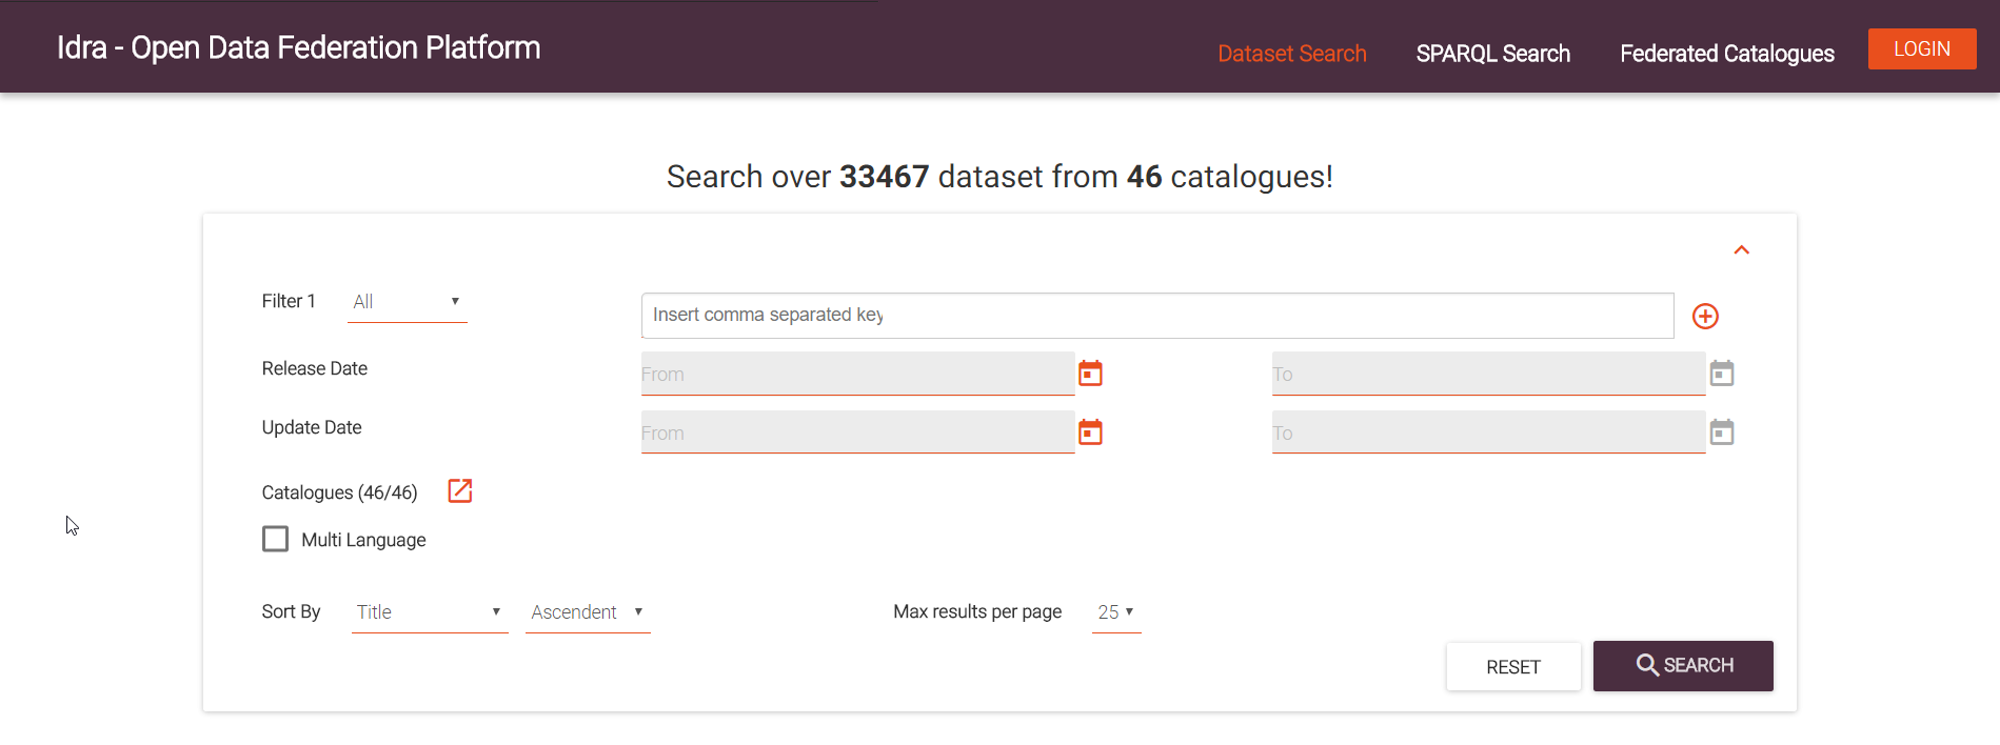 Idra - Open Data Federation Platform
Dataset Search SPARQL Search Federated Catalogues LOGIN
Search over 33467 dataset from 46 catalogues!
Filter 1 All Insert comma separated key
Release Date From To
Update Date From To
Catalogues (46/46)
Multi Language
Sort By Title Ascendent Max results per page 25
RESET SEARCH